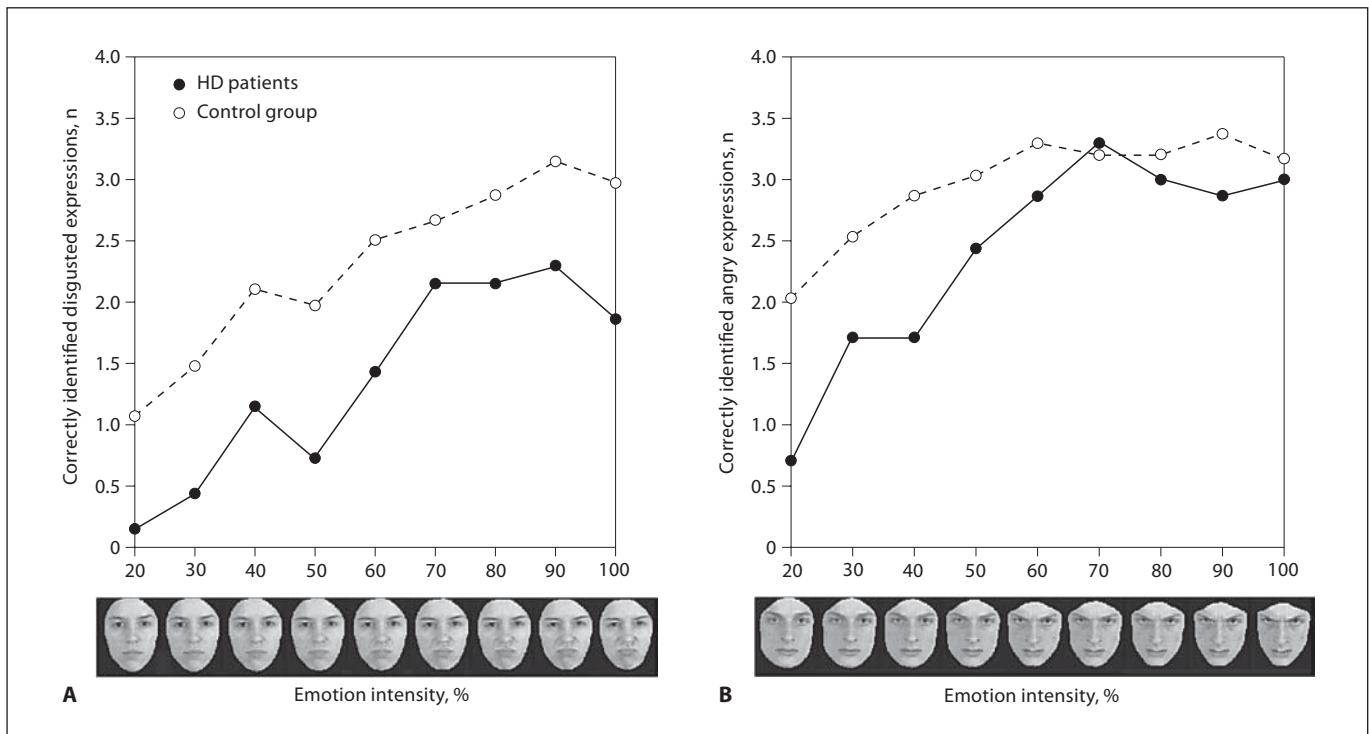 4.0
3.5
3.0
2.5
2.0
1.5
1.0
0.5
0
Correctly identified disgusted expressions, n
HD patients
Control group
20 30 40 50 60 70 80 90 100
A
Emotion intensity, %
4.0
3.5
3.0
2.5
2.0
1.5
1.0
0.5
0
Correctly identified angry expressions, n
20 30 40 50 60 70 80 90 100
B
Emotion intensity, %